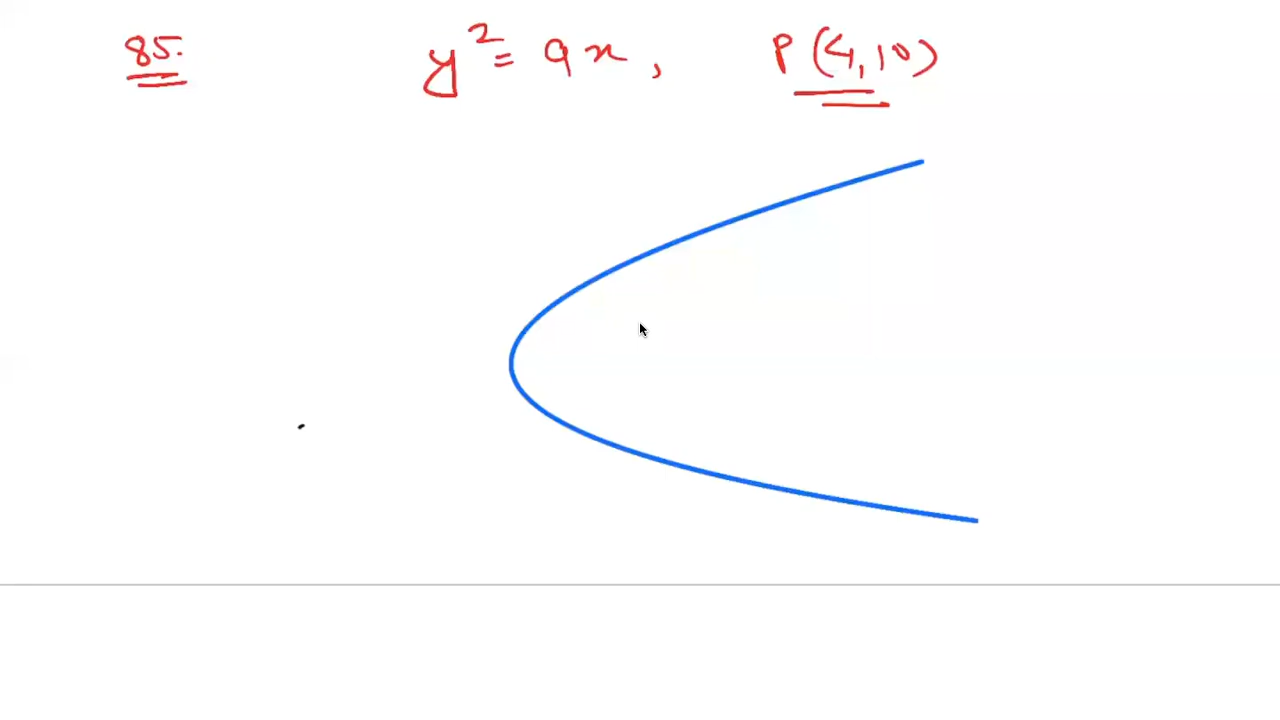 85. y² = 9x, P(4,10)